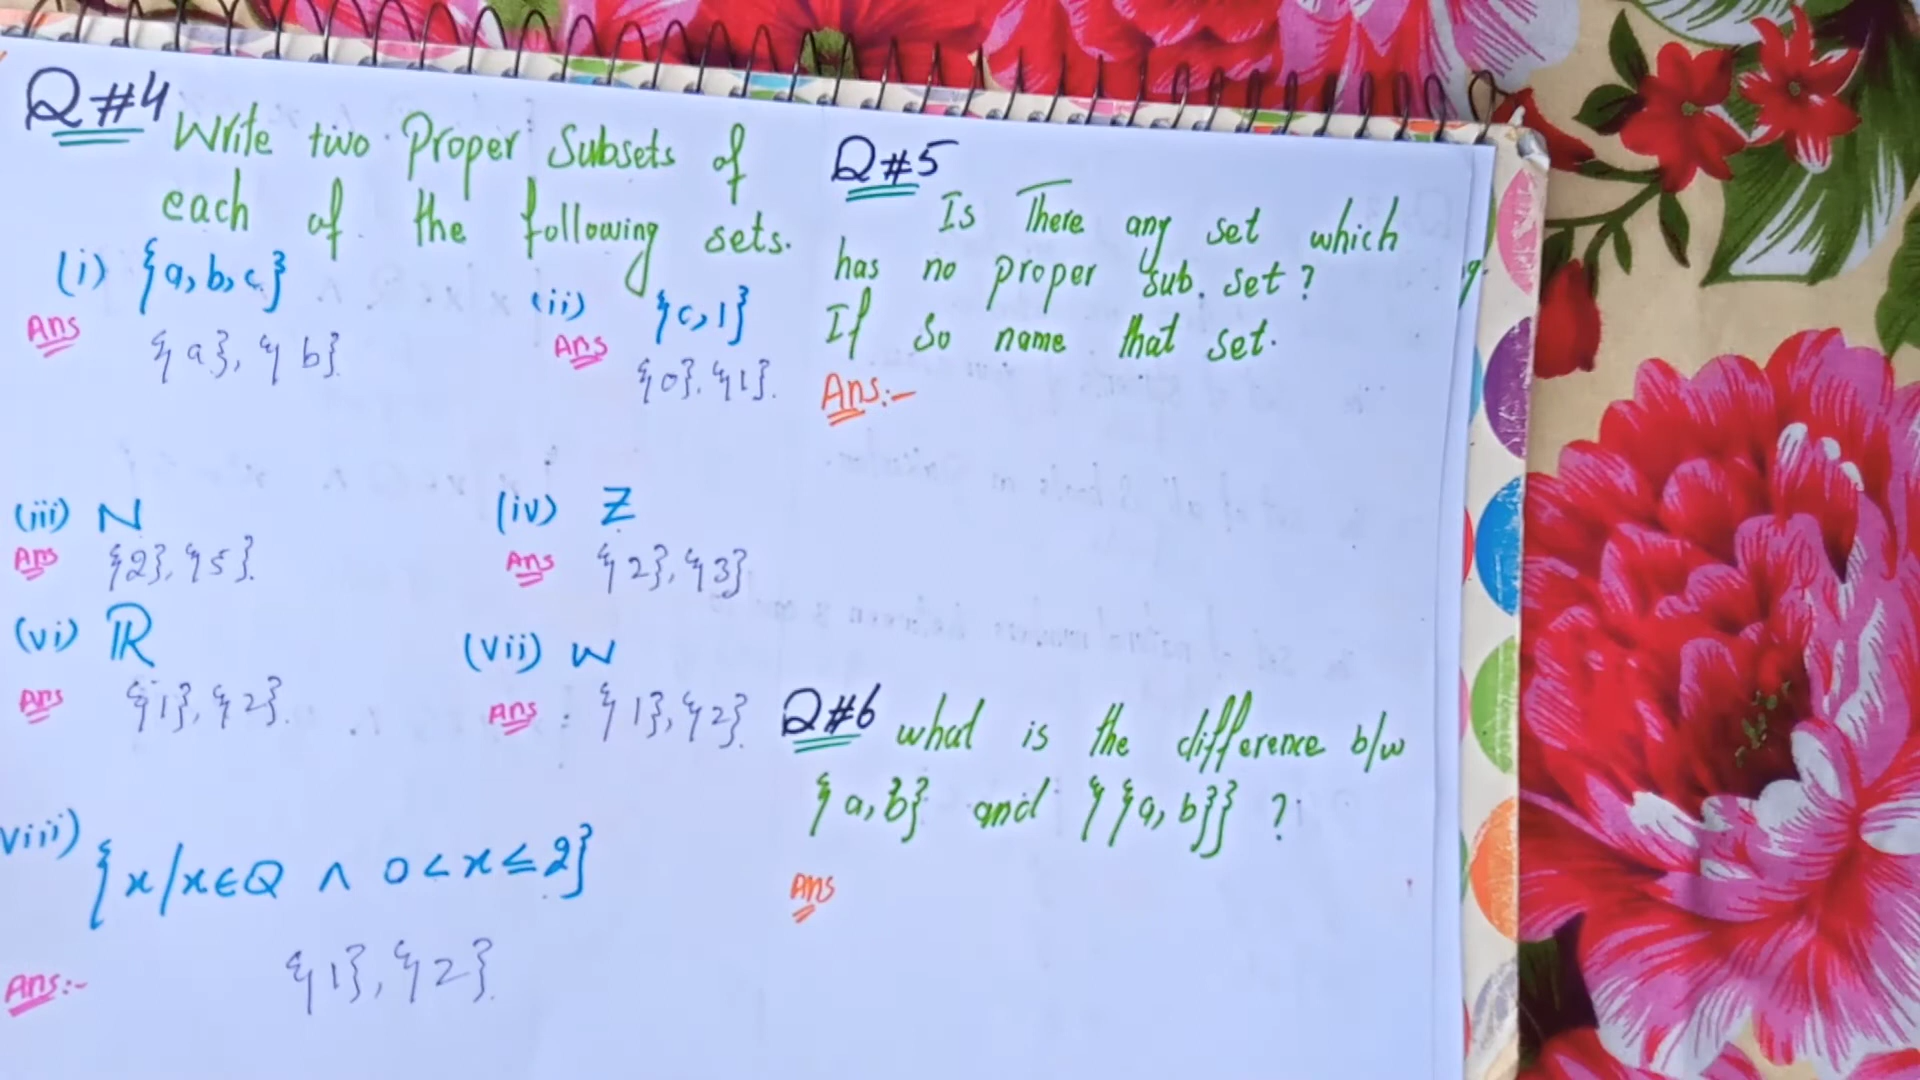 Q#4 Write two Proper Subsets of
each of the following sets.
(i) {a, b, c}
Ans {a}, {b}.
(ii) {c, 1}
Ans {0}. {1}.
(iii) N
Ans {2}, {5}.
(iv) Z
Ans {2}, {3}
(vi) R
Ans {1}, {2}.
(vii) W
Ans : {1}, {2}.
viii) {x/x∈Q ∧ 0<x≤2}
Ans:- {1}, {2}.
Q#5
Is There any set which
has no proper sub. set?
If So name that set.
Ans:-
Q#6 what is the difference b/w
{a, b} and {{a, b}} ?
Ans